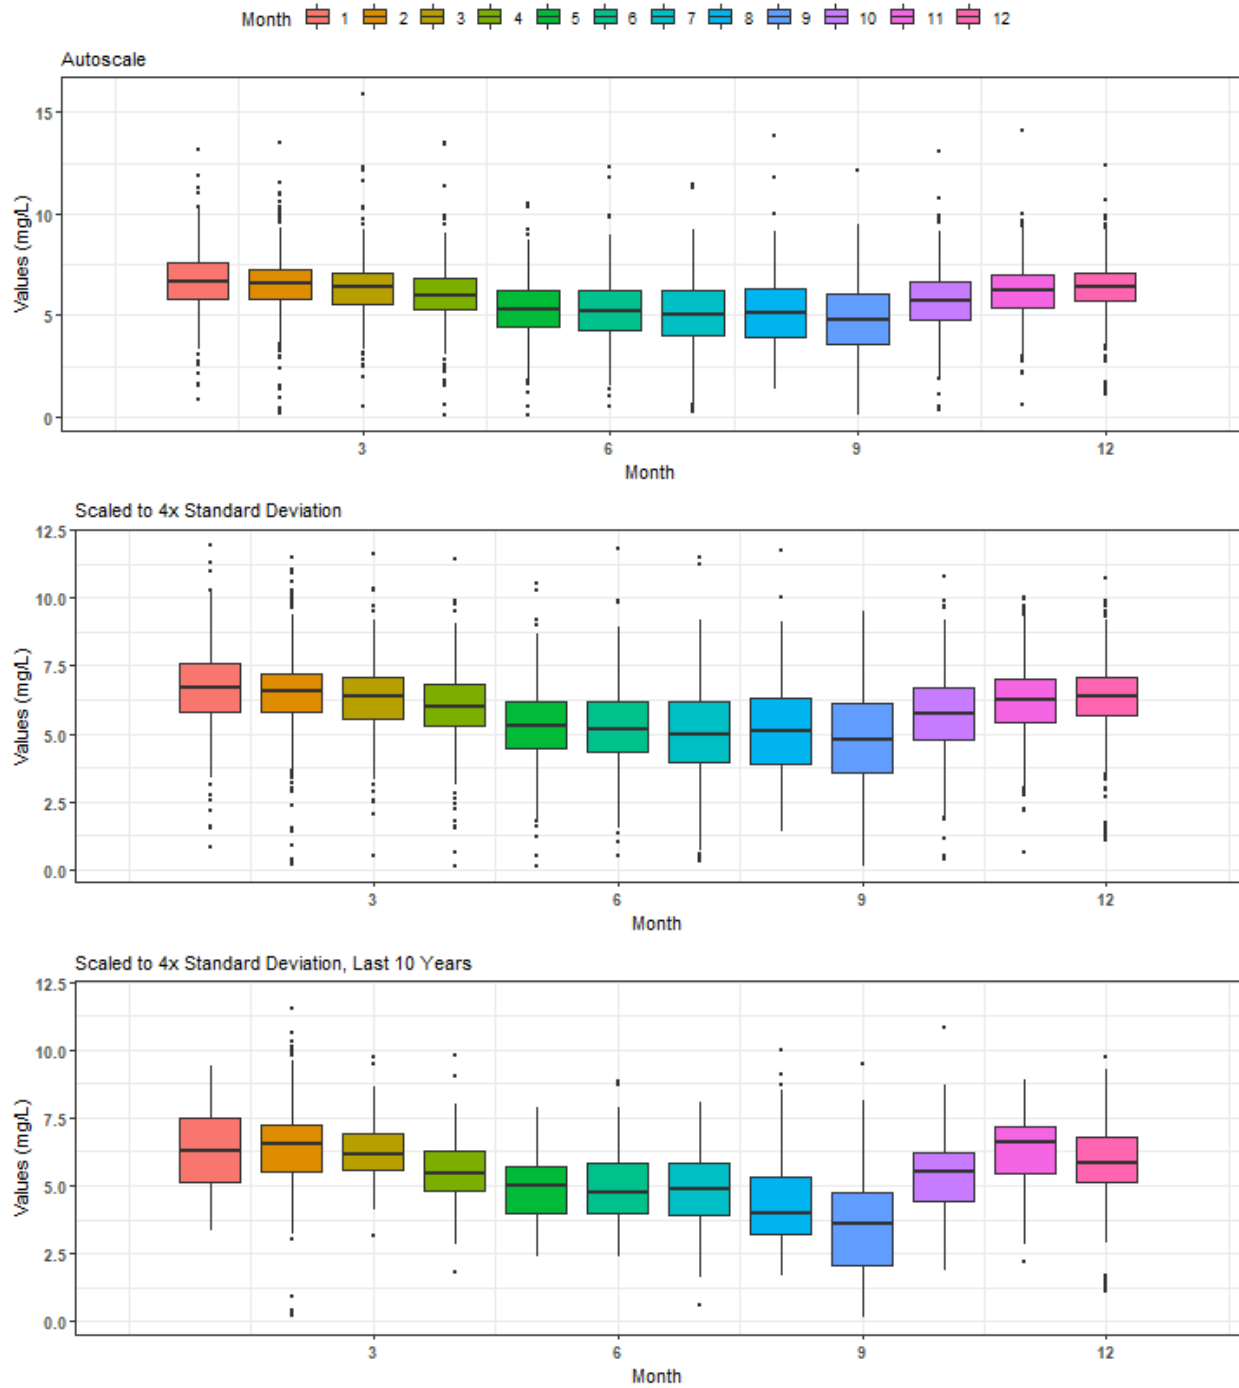 Month 1 2 3 4 5 6 7 8 9 10 11 12
Autoscale
15
10
5
0
Values (mg/L)
3 6 9 12
Month
Scaled to 4x Standard Deviation
12.5
10.0
7.5
5.0
2.5
0.0
Values (mg/L)
3 6 9 12
Month
Scaled to 4x Standard Deviation, Last 10 Years
12.5
10.0
7.5
5.0
2.5
0.0
Values (mg/L)
3 6 9 12
Month